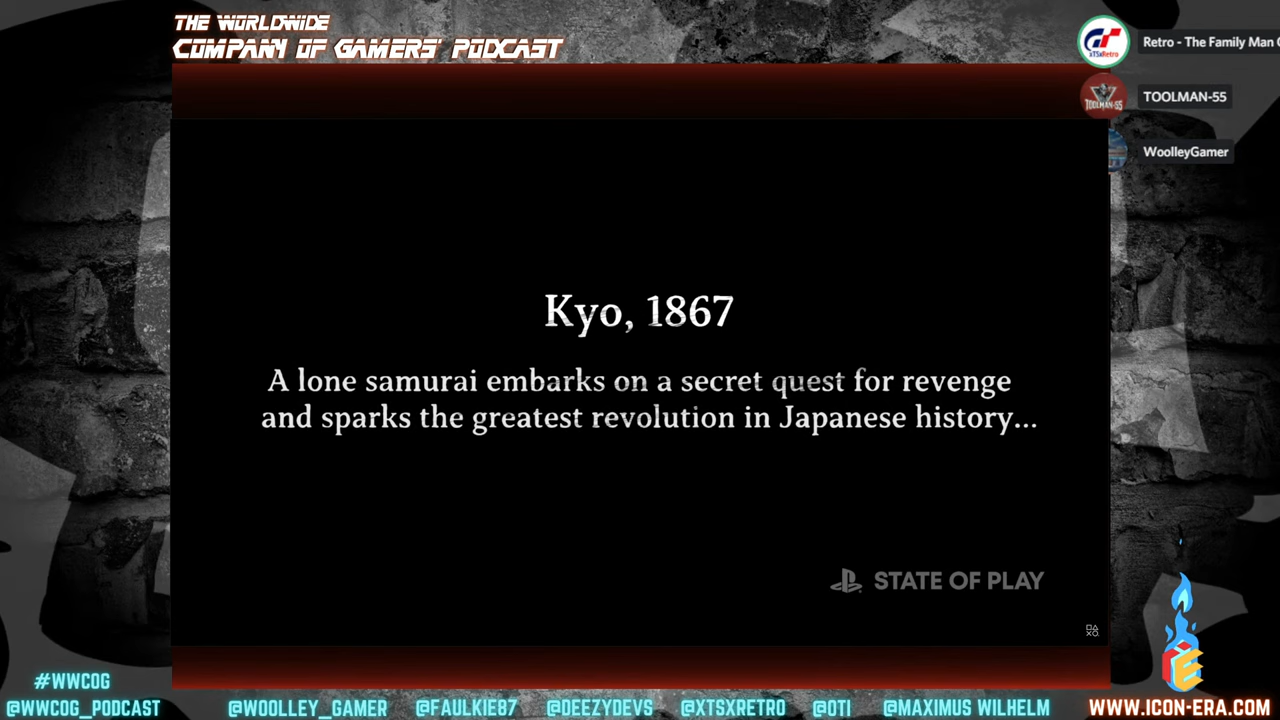 THE WORLDWIDE
COMPANY OF GAMERS' PODCAST
Retro - The Family Man
TOOLMAN-55
TOOLMAN-55
WoolleyGamer
Kyo, 1867
A lone samurai embarks on a secret quest for revenge
and sparks the greatest revolution in Japanese history...
STATE OF PLAY
#WWCOG
@WWCOG_PODCAST
@WOOLLEY_GAMER
@FAULKIE87
@DEEZYDEVS
@XTSXRETRO
@OTI
@MAXIMUS WILHELM
WWW.ICON-ERA.COM